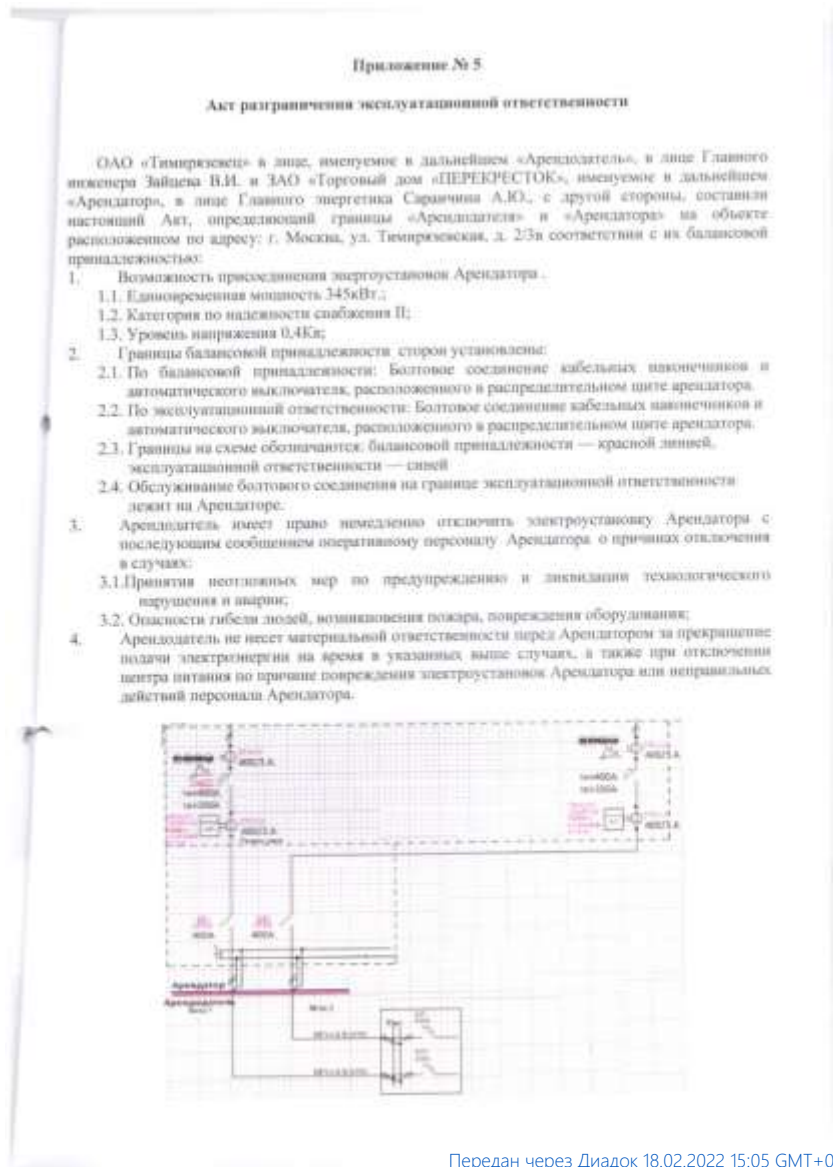 Приложение № 5
Акт разграничения эксплуатационной ответственности
ОАО «Тимирязевец» в лице, именуемое в дальнейшем «Арендодатель», в лице Главного
инженера Зайцева В.И. и ЗАО «Торговый дом «ПЕРЕКРЕСТОК», именуемое в дальнейшем
«Арендатор», в лице Главного энергетика Саранчина А.Ю., с другой стороны, составили
настоящий Акт, определяющий границы «Арендодателя» и «Арендатора» на объекте
расположенном по адресу: г. Москва, ул. Тимирязевская, д. 2/3в соответствии с их балансовой
принадлежностью:
1. Возможность присоединения энергоустановок Арендатора .
1.1. Единовременная мощность 345кВт.;
1.2. Категория по надежности снабжения II;
1.3. Уровень напряжения 0,4Кв;
2. Границы балансовой принадлежности сторон установлены:
2.1. По балансовой принадлежности: Болтовое соединение кабельных наконечников и
автоматического выключателя, расположенного в распределительном щите арендатора.
2.2. По эксплуатационной ответственности: Болтовое соединение кабельных наконечников и
автоматического выключателя, расположенного в распределительном щите арендатора.
2.3. Границы на схеме обозначаются: балансовой принадлежности — красной линией,
эксплуатационной ответственности — синей
2.4. Обслуживание болтового соединения на границе эксплуатационной ответственности
лежит на Арендаторе.
3. Арендодатель имеет право немедленно отключить электроустановку Арендатора с
последующим сообщением оперативному персоналу Арендатора о причинах отключения
в случаях:
3.1.Принятия неотложных мер по предупреждению и ликвидации технологического
нарушения и аварии;
3.2. Опасности гибели людей, возникновения пожара, повреждения оборудования;
4. Арендодатель не несет материальной ответственности перед Арендатором за прекращение
подачи электроэнергии на время в указанных выше случаях, а также при отключении
центра питания по причине повреждения электроустановок Арендатора или неправильных
действий персонала Арендатора.
400/5 А
400/5 А
400/5 А
400/5 А
400А
400А
Арендатор
Арендодатель
Передан через Диадок 18.02.2022 15:05 GMT+0